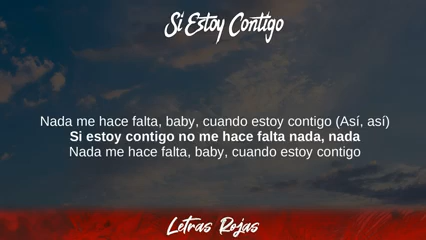 Si Estoy Contigo
Nada me hace falta, baby, cuando estoy contigo (Así, así)
Si estoy contigo no me hace falta nada, nada
Nada me hace falta, baby, cuando estoy contigo
Letras Rojas